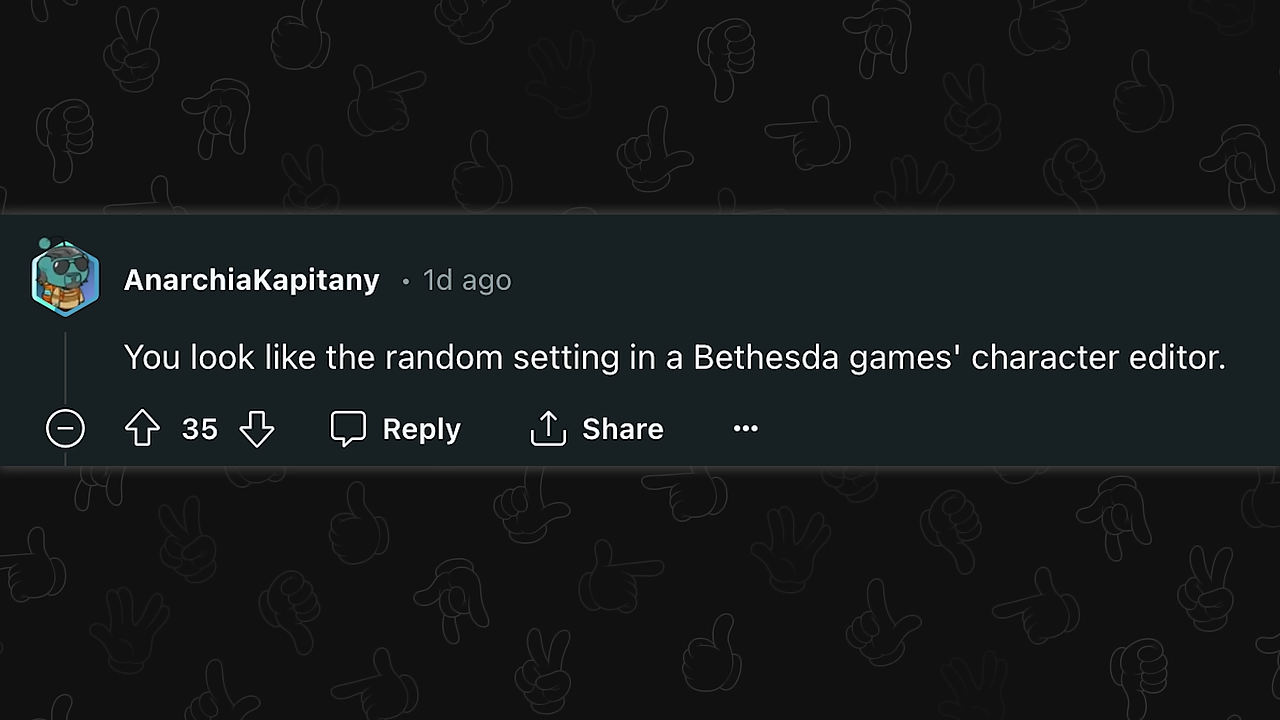 AnarchiaKapitany • 1d ago
You look like the random setting in a Bethesda games' character editor.
35 Reply Share •••